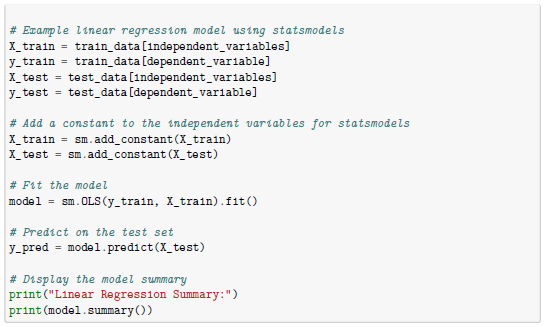 # Example linear regression model using statsmodels
X_train = train_data[independent_variables]
y_train = train_data[dependent_variable]
X_test = test_data[independent_variables]
y_test = test_data[dependent_variable]
# Add a constant to the independent variables for statsmodels
X_train = sm.add_constant(X_train)
X_test = sm.add_constant(X_test)
# Fit the model
model = sm.OLS(y_train, X_train).fit()
# Predict on the test set
y_pred = model.predict(X_test)
# Display the model summary
print("Linear Regression Summary:")
print(model.summary())